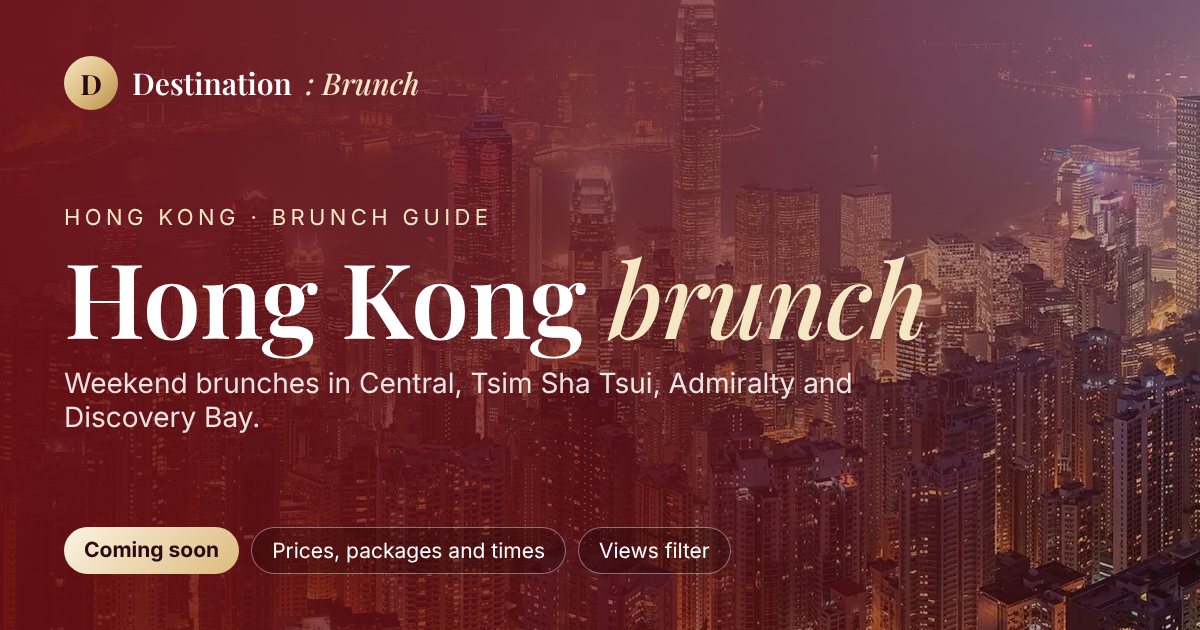 D Destination : Brunch
HONG KONG · BRUNCH GUIDE
Hong Kong brunch
Weekend brunches in Central, Tsim Sha Tsui, Admiralty and
Discovery Bay.
Coming soon Prices, packages and times Views filter